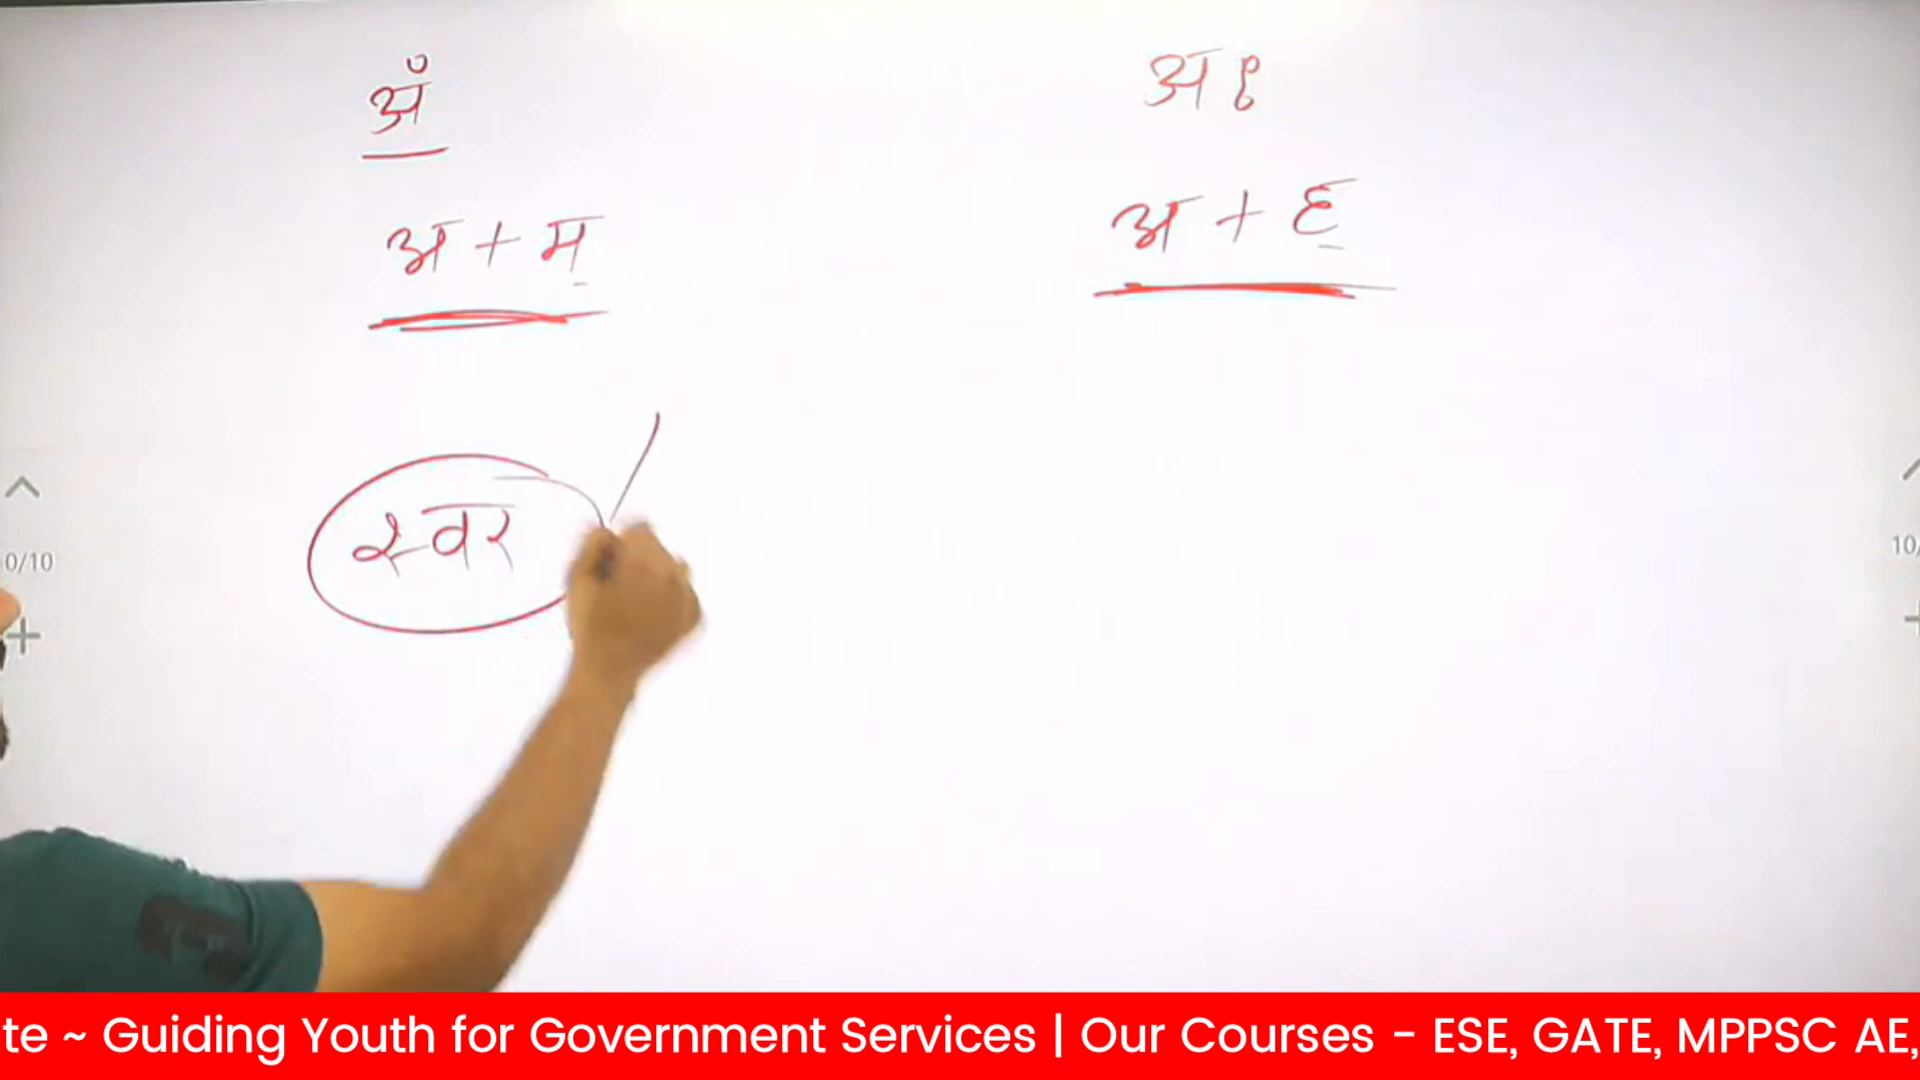 अं
अः
अ + म्
अ + ह्
स्वर
0/10
10/
te ~ Guiding Youth for Government Services | Our Courses - ESE, GATE, MPPSC AE,